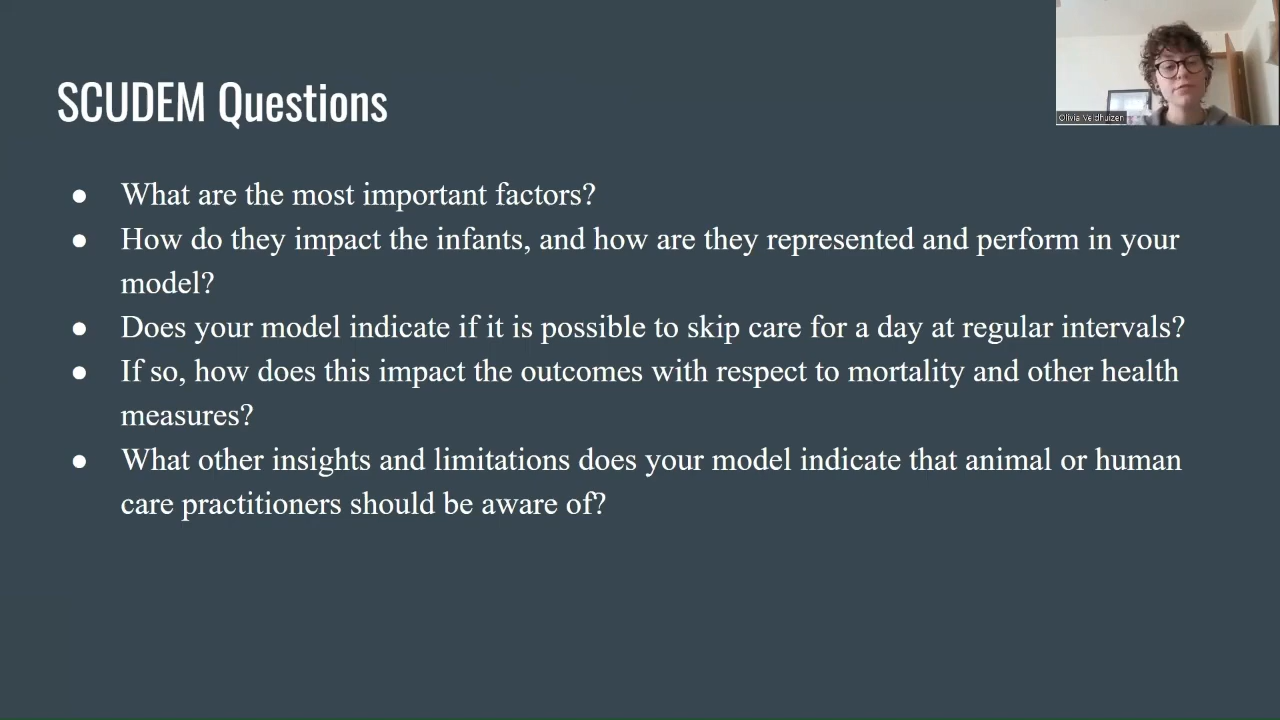 SCUDEM Questions
Olivia Veldhuizen
● What are the most important factors?
● How do they impact the infants, and how are they represented and perform in your
model?
● Does your model indicate if it is possible to skip care for a day at regular intervals?
● If so, how does this impact the outcomes with respect to mortality and other health
measures?
● What other insights and limitations does your model indicate that animal or human
care practitioners should be aware of?